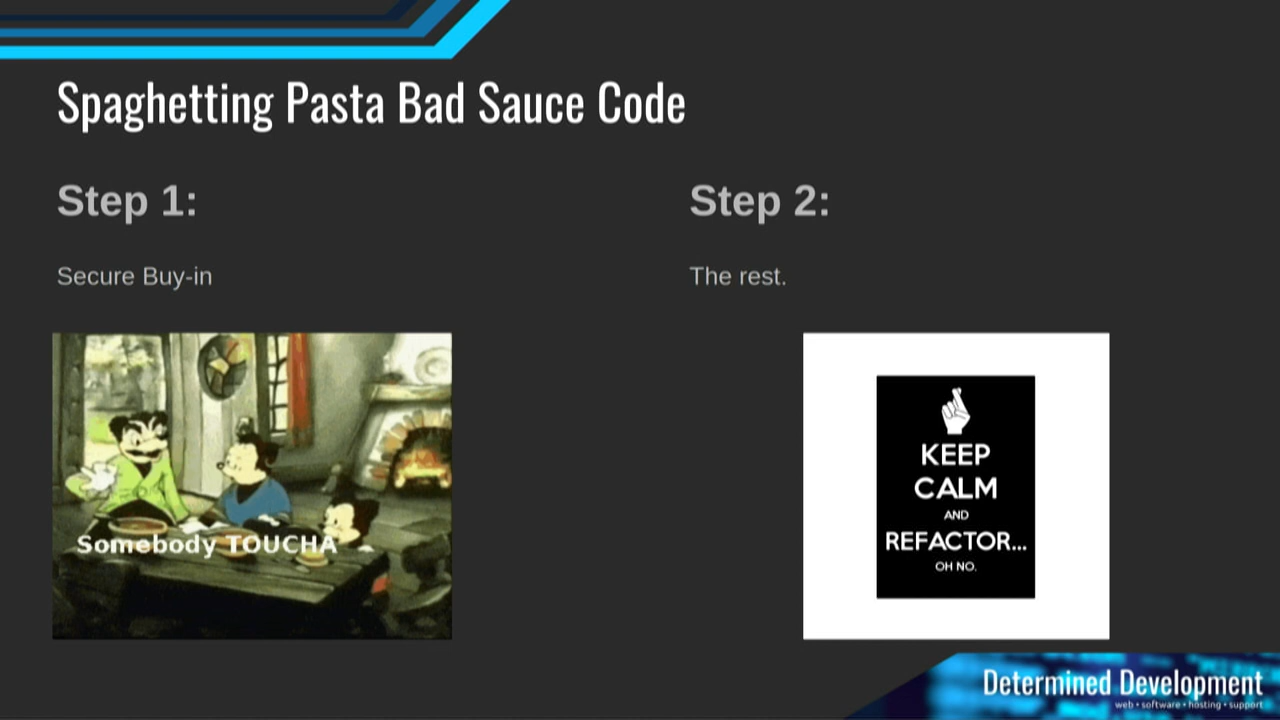 Spaghetting Pasta Bad Sauce Code
Step 1:
Secure Buy-in
Somebody TOUCHA
Step 2:
The rest.
KEEP
CALM
AND
REFACTOR...
OH NO.
Determined Development
web • software • hosting • support